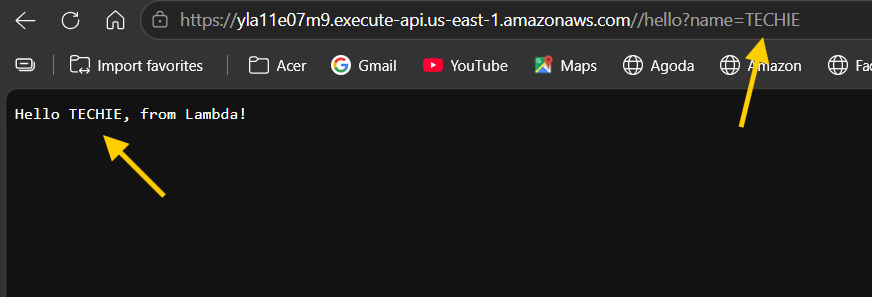 https://yla11e07m9.execute-api.us-east-1.amazonaws.com//hello?name=TECHIE
Import favorites Acer Gmail YouTube Maps Agoda Amazon Fac
Hello TECHIE, from Lambda!